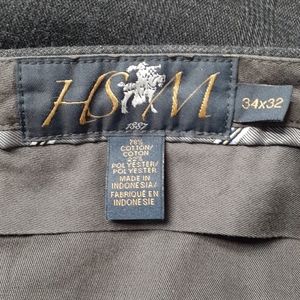 HSM
34x32
1887
78%
COTTON/
COTON
22%
POLYESTER/
POLYESTER
MADE IN
INDONESIA/
FABRIQUÉ EN
INDONÉSIE